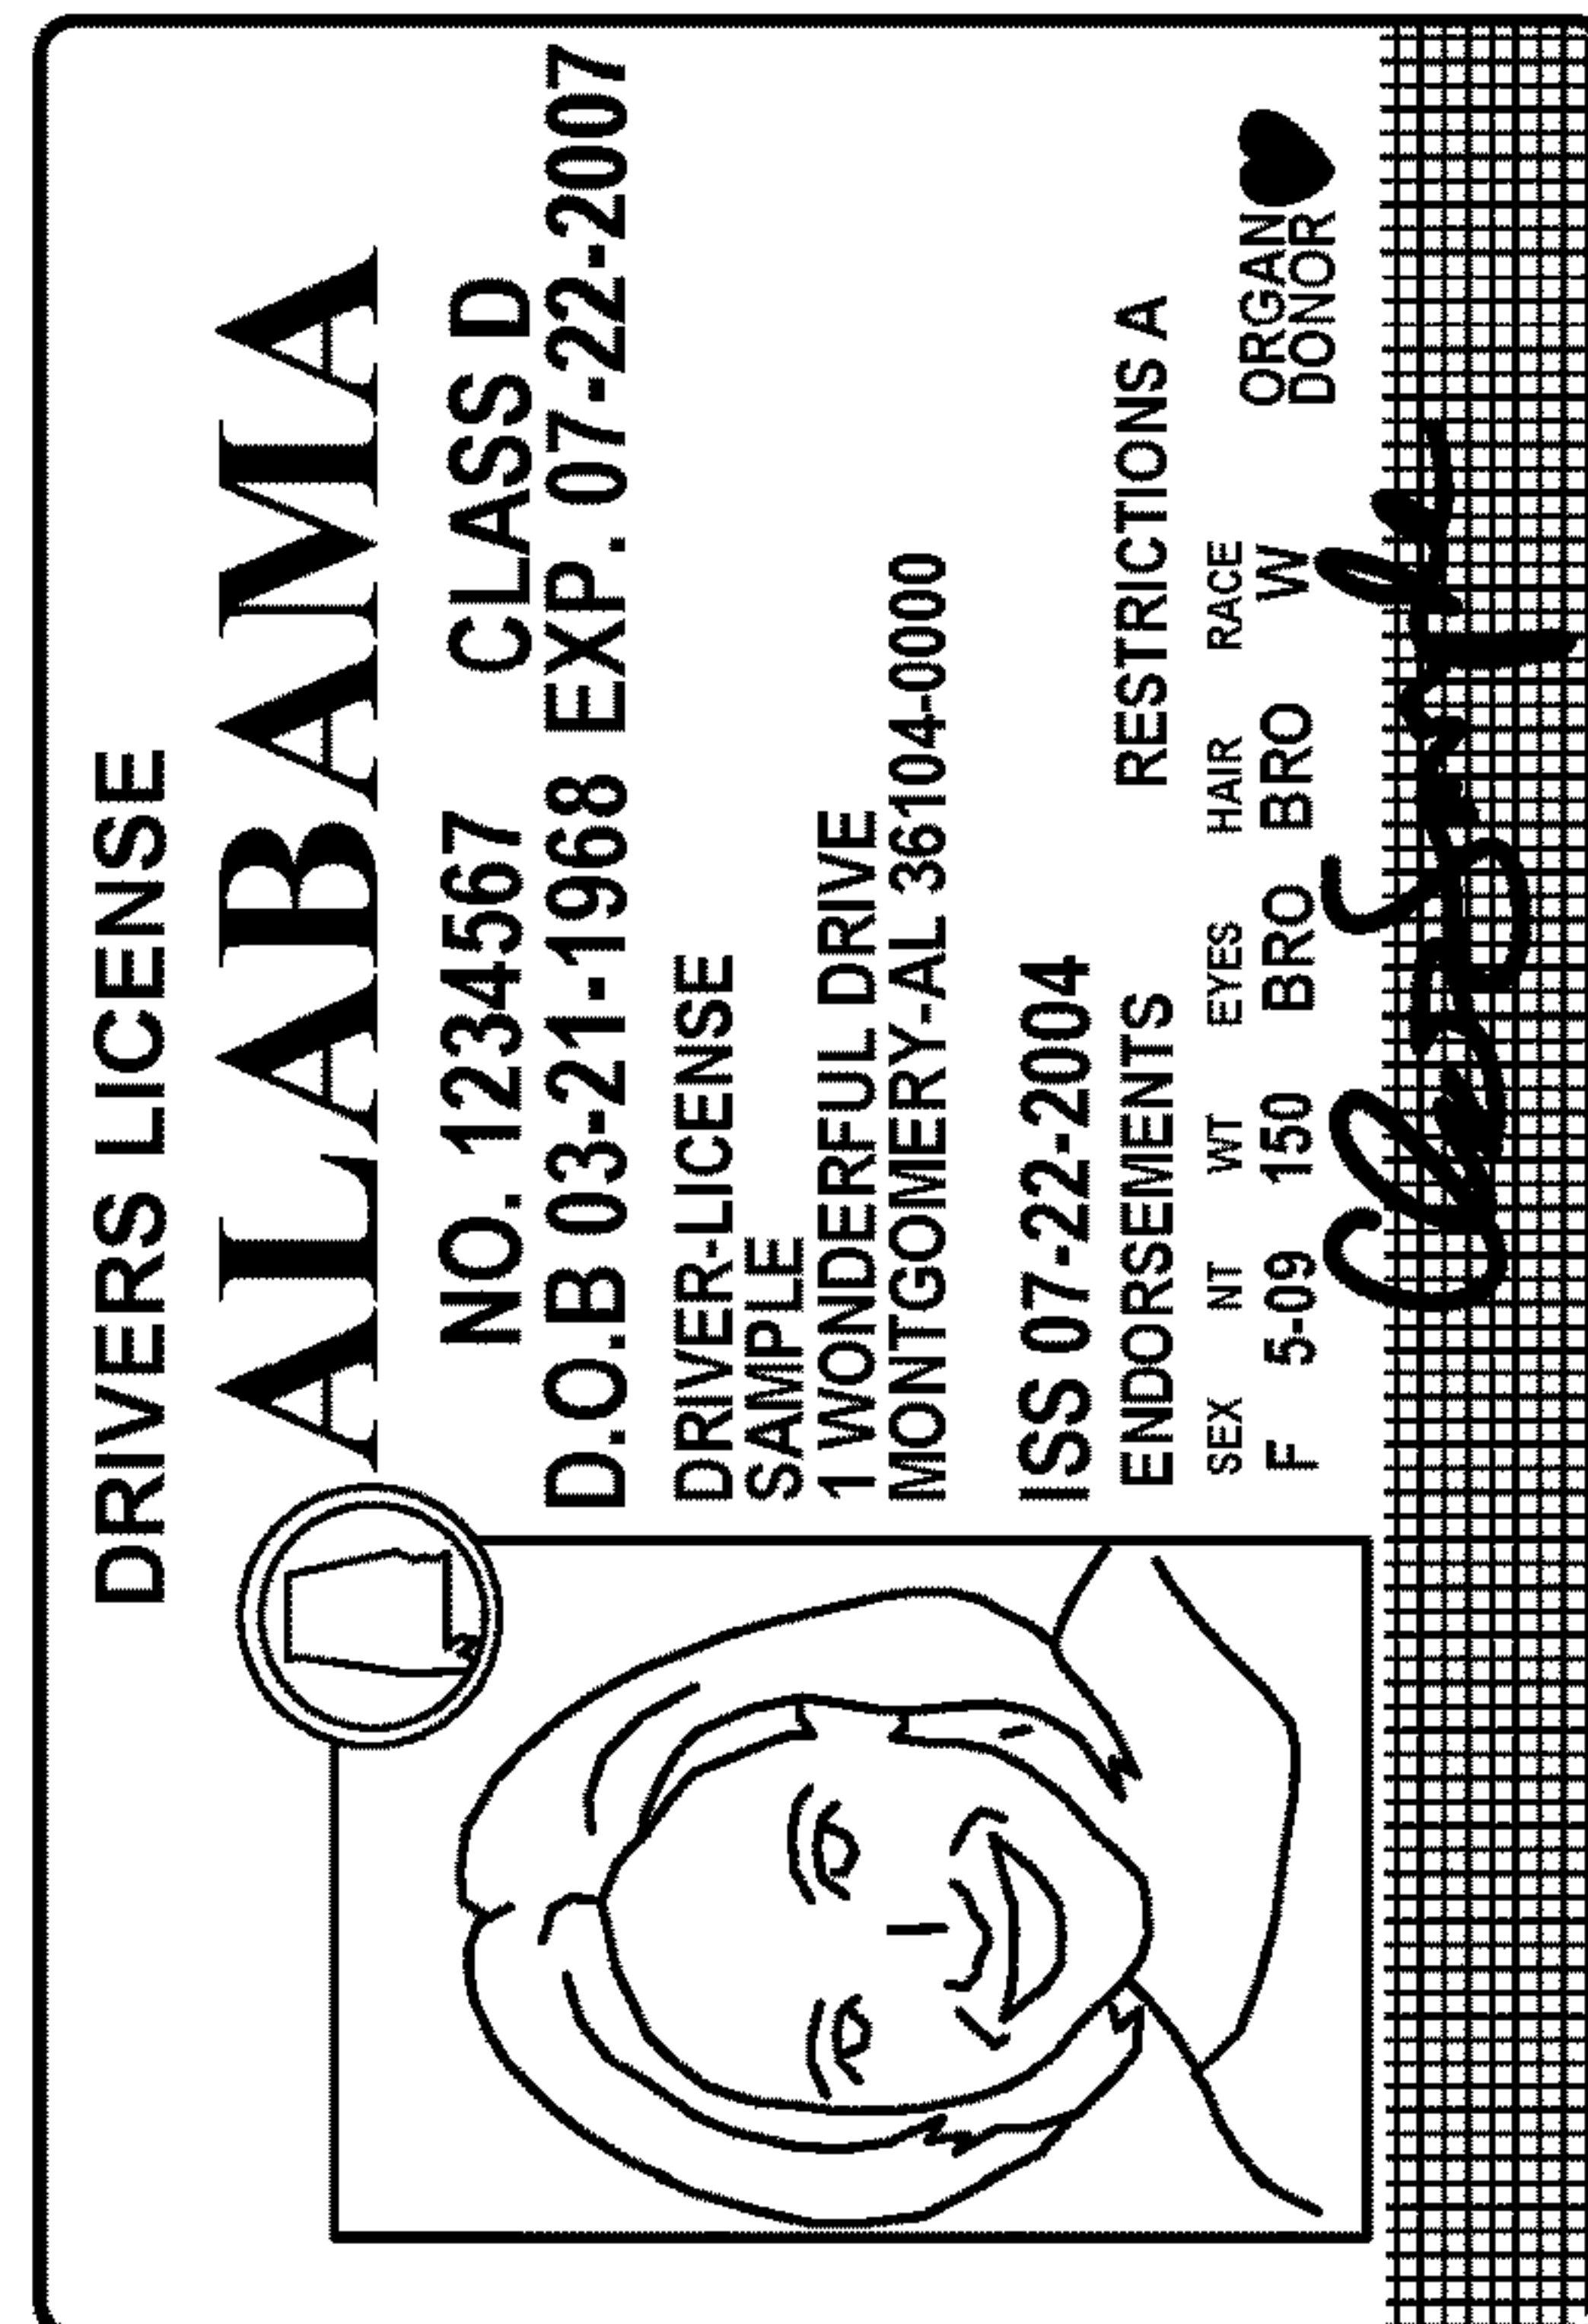 DRIVERS LICENSE
ALABAMA
NO. 1234567 CLASS D
D.O.B 03-21-1968 EXP. 07-22-2007
DRIVER-LICENSE
SAMPLE
1 WONDERFUL DRIVE
MONTGOMERY-AL 36104-0000
ISS 07-22-2004
ENDORSEMENTS RESTRICTIONS A
SEX NT WT EYES HAIR RACE
F 5-09 150 BRO BRO W
ORGAN
DONOR